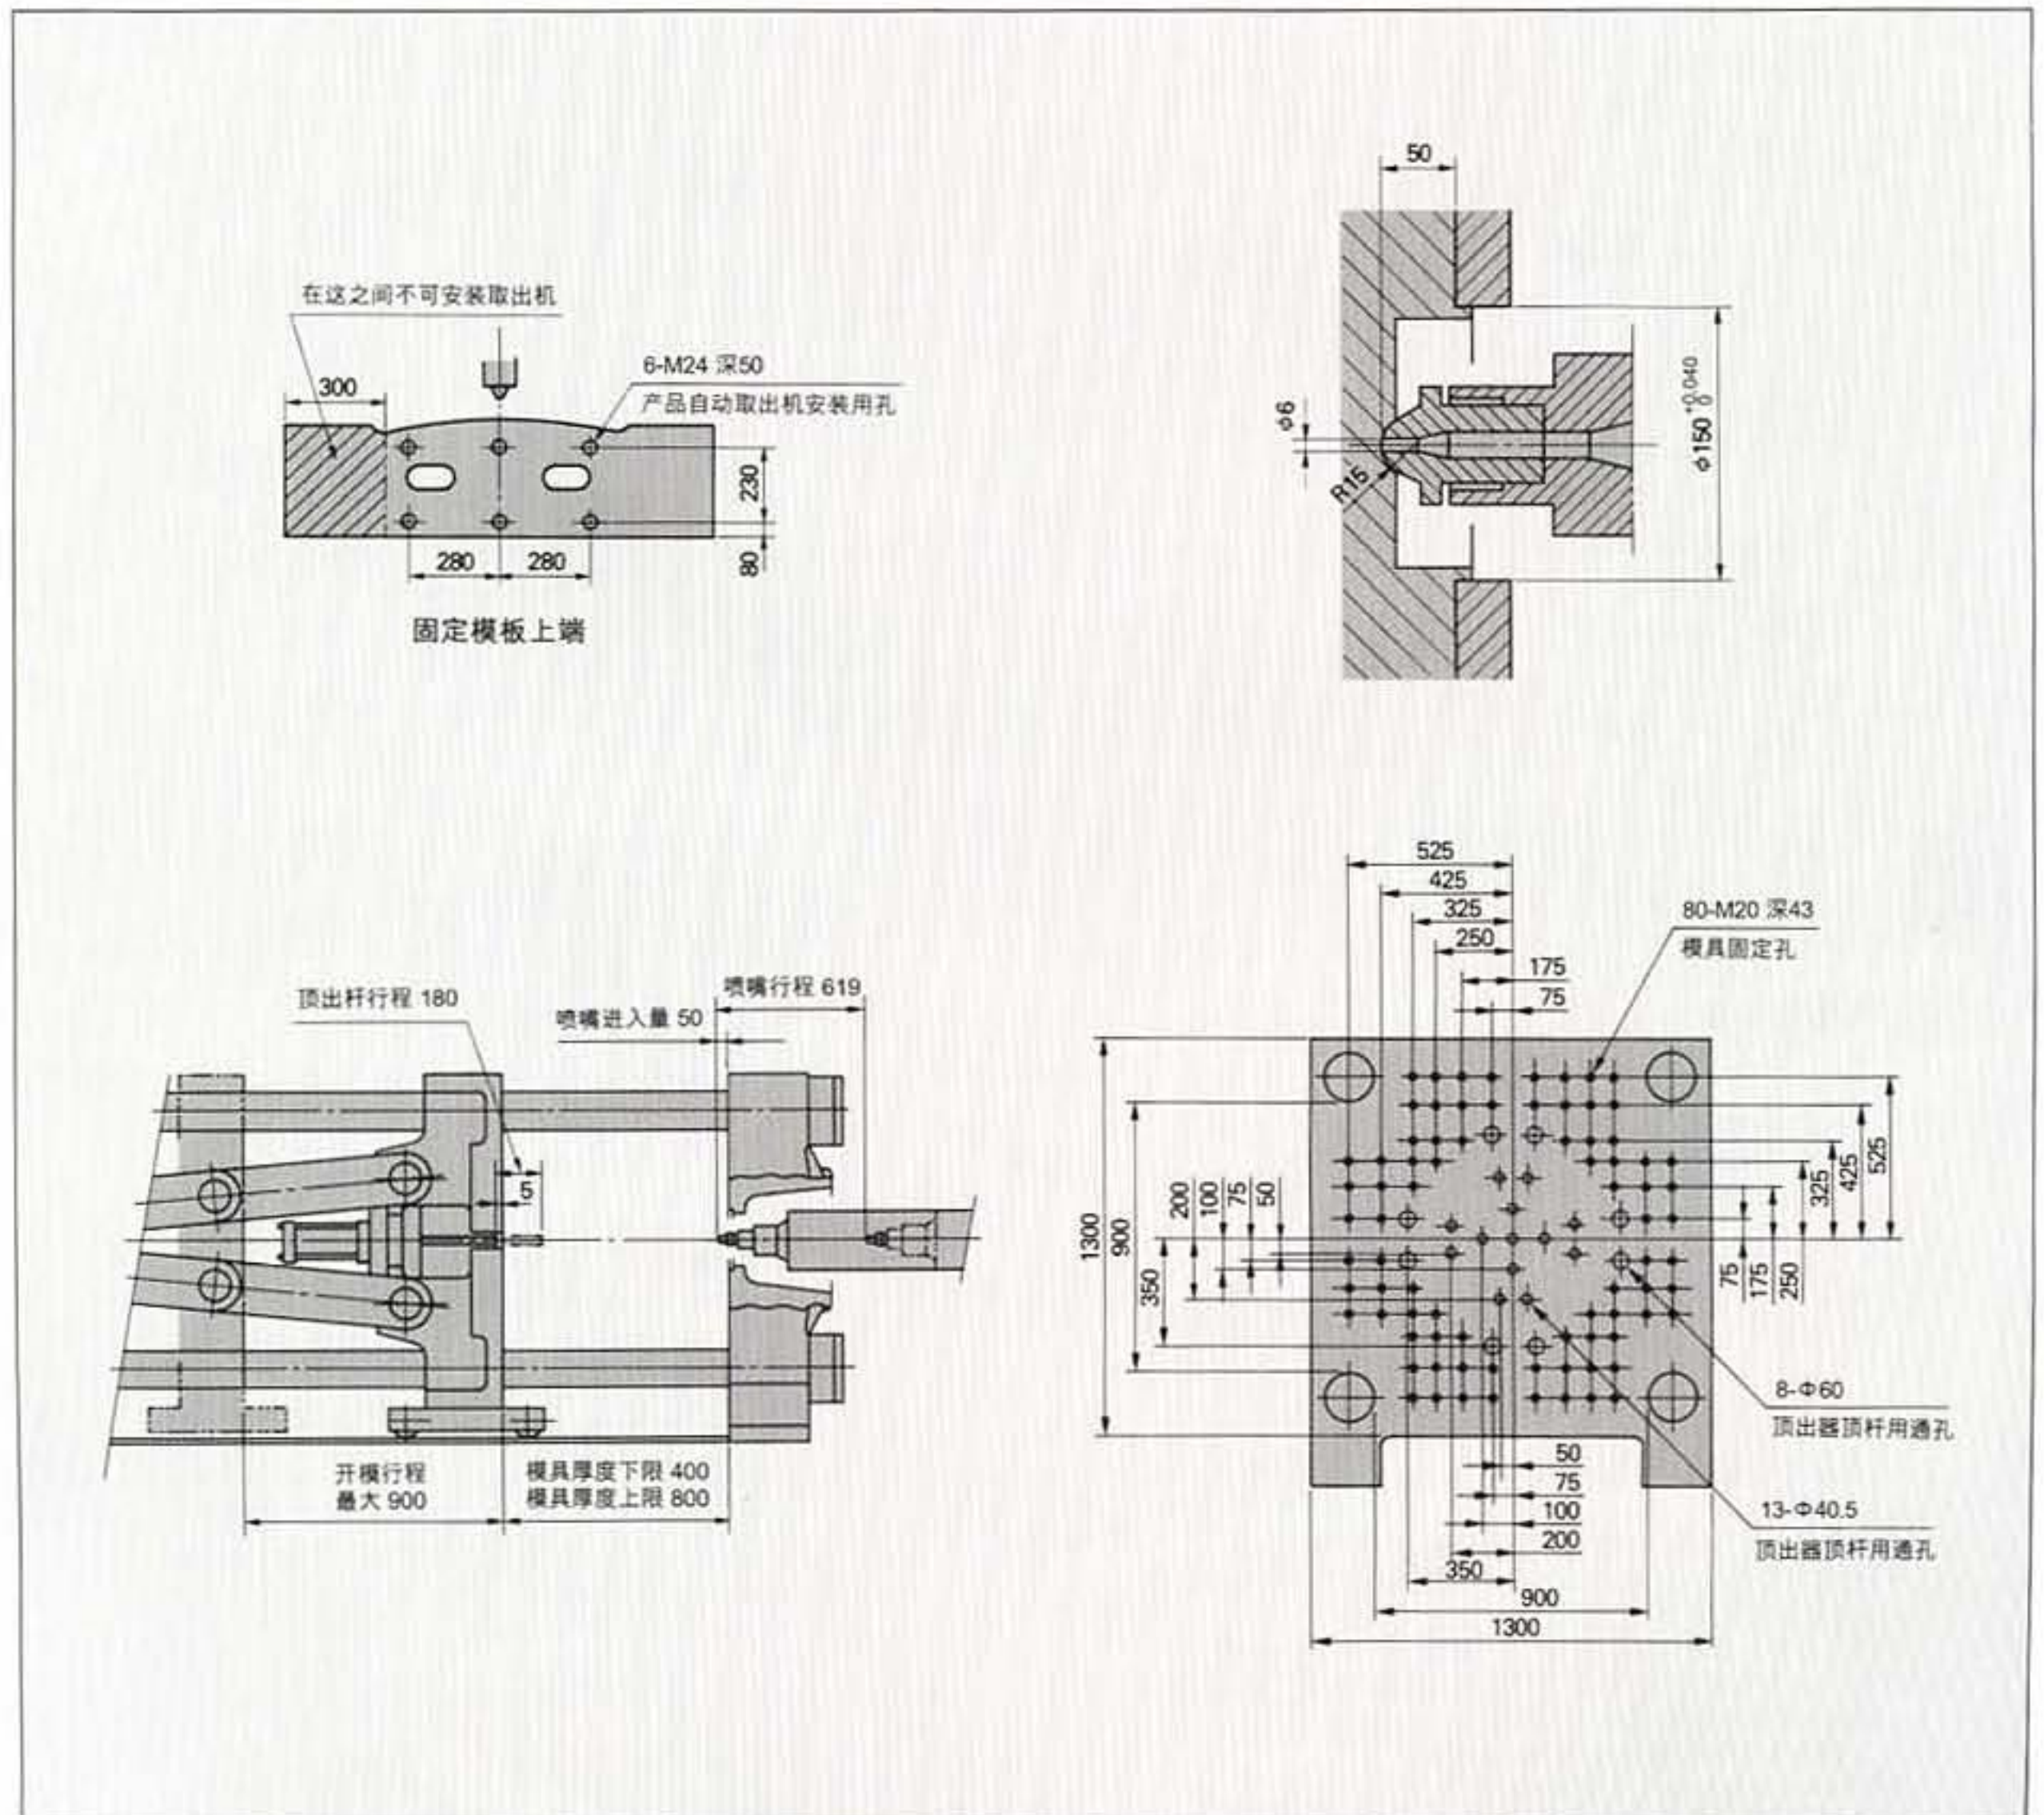 在这之间不可安装取出机
6-M24 深50
产品自动取出机安装用孔
300
230
80
280 280
固定模板上端
50
φ6
R15
φ150 +0.040 0
顶出杆行程 180
喷嘴进入量 50
喷嘴行程 619
5
开模行程
最大 900
模具厚度下限 400
模具厚度上限 800
525
425
325
250
175
75
80-M20 深43
模具固定孔
1300
900
350
200
100
75
50
75
175
250
325
425
525
8-Φ60
顶出器顶杆用通孔
13-Φ40.5
顶出器顶杆用通孔
50
75
100
200
350
900
1300